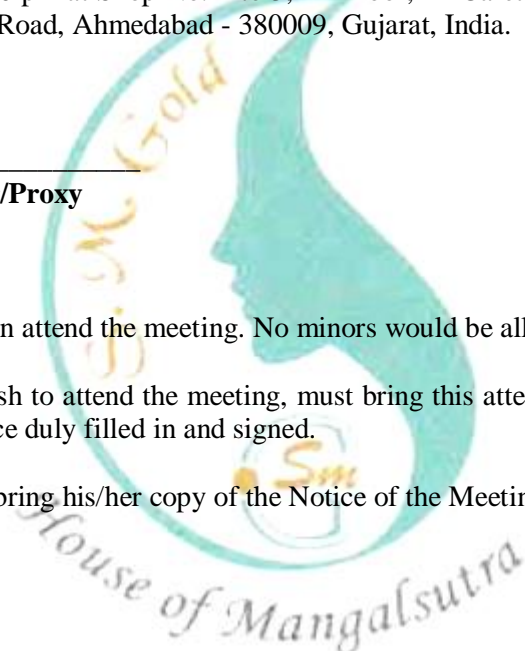 Road, Ahmedabad - 380009, Gujarat, India.
S. M. Gold
/Proxy
n attend the meeting. No minors would be all
sh to attend the meeting, must bring this atte
ce duly filled in and signed.
Sm
bring his/her copy of the Notice of the Meetin
House of Mangalsutra